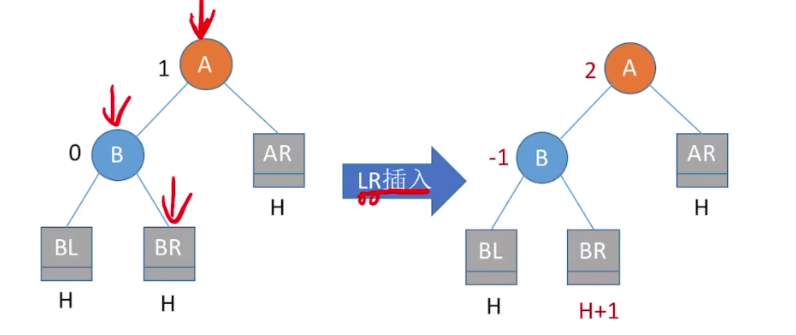 1 A
2 A
0 B AR
LR插入
-1 B AR
H
H
BL BR
BL BR
H H
H H+1